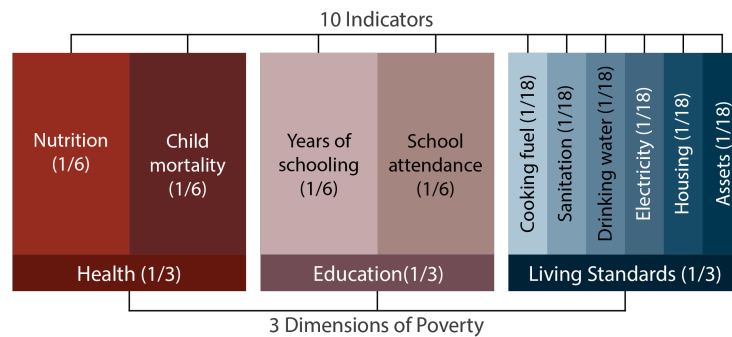 10 Indicators
Nutrition
(1/6)
Child
mortality
(1/6)
Years of
schooling
(1/6)
School
attendance
(1/6)
Cooking fuel (1/18)
Sanitation (1/18)
Drinking water (1/18)
Electricity (1/18)
Housing (1/18)
Assets (1/18)
Health (1/3)
Education(1/3)
Living Standards (1/3)
3 Dimensions of Poverty